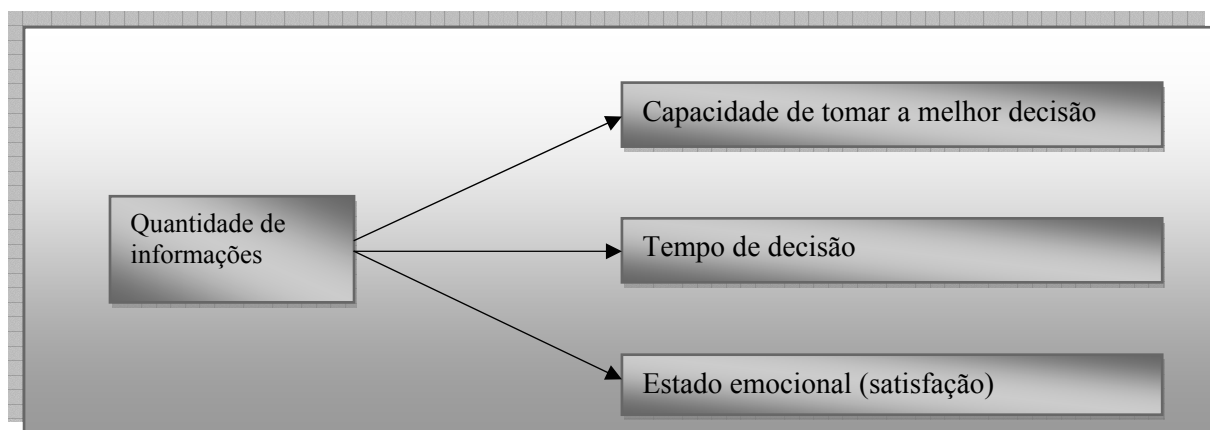 Capacidade de tomar a melhor decisão
Quantidade de
informações
Tempo de decisão
Estado emocional (satisfação)